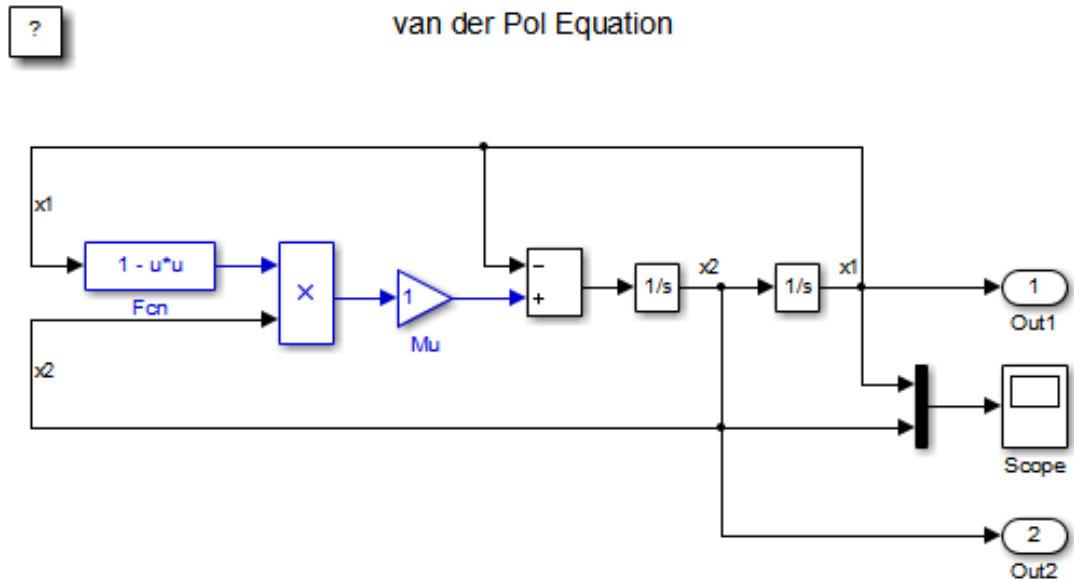 ?
van der Pol Equation
x1
1 - u*u
Fcn
×
1
Mu
−
+
1/s
x2
1/s
x1
1
Out1
x2
Scope
2
Out2